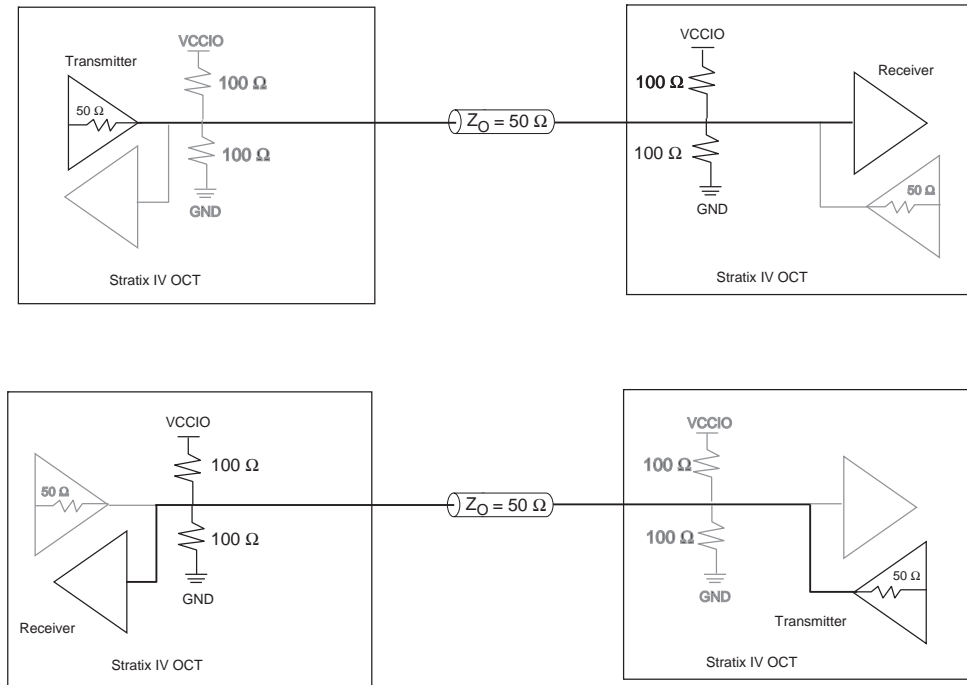 VCCIO
Transmitter
100 Ω
50 Ω
100 Ω
GND
Stratix IV OCT
Z_O = 50 Ω
VCCIO
Receiver
100 Ω
100 Ω
50 Ω
GND
Stratix IV OCT
VCCIO
100 Ω
50 Ω
100 Ω
GND
Receiver
Stratix IV OCT
Z_O = 50 Ω
VCCIO
100 Ω
100 Ω
50 Ω
GND
Transmitter
Stratix IV OCT